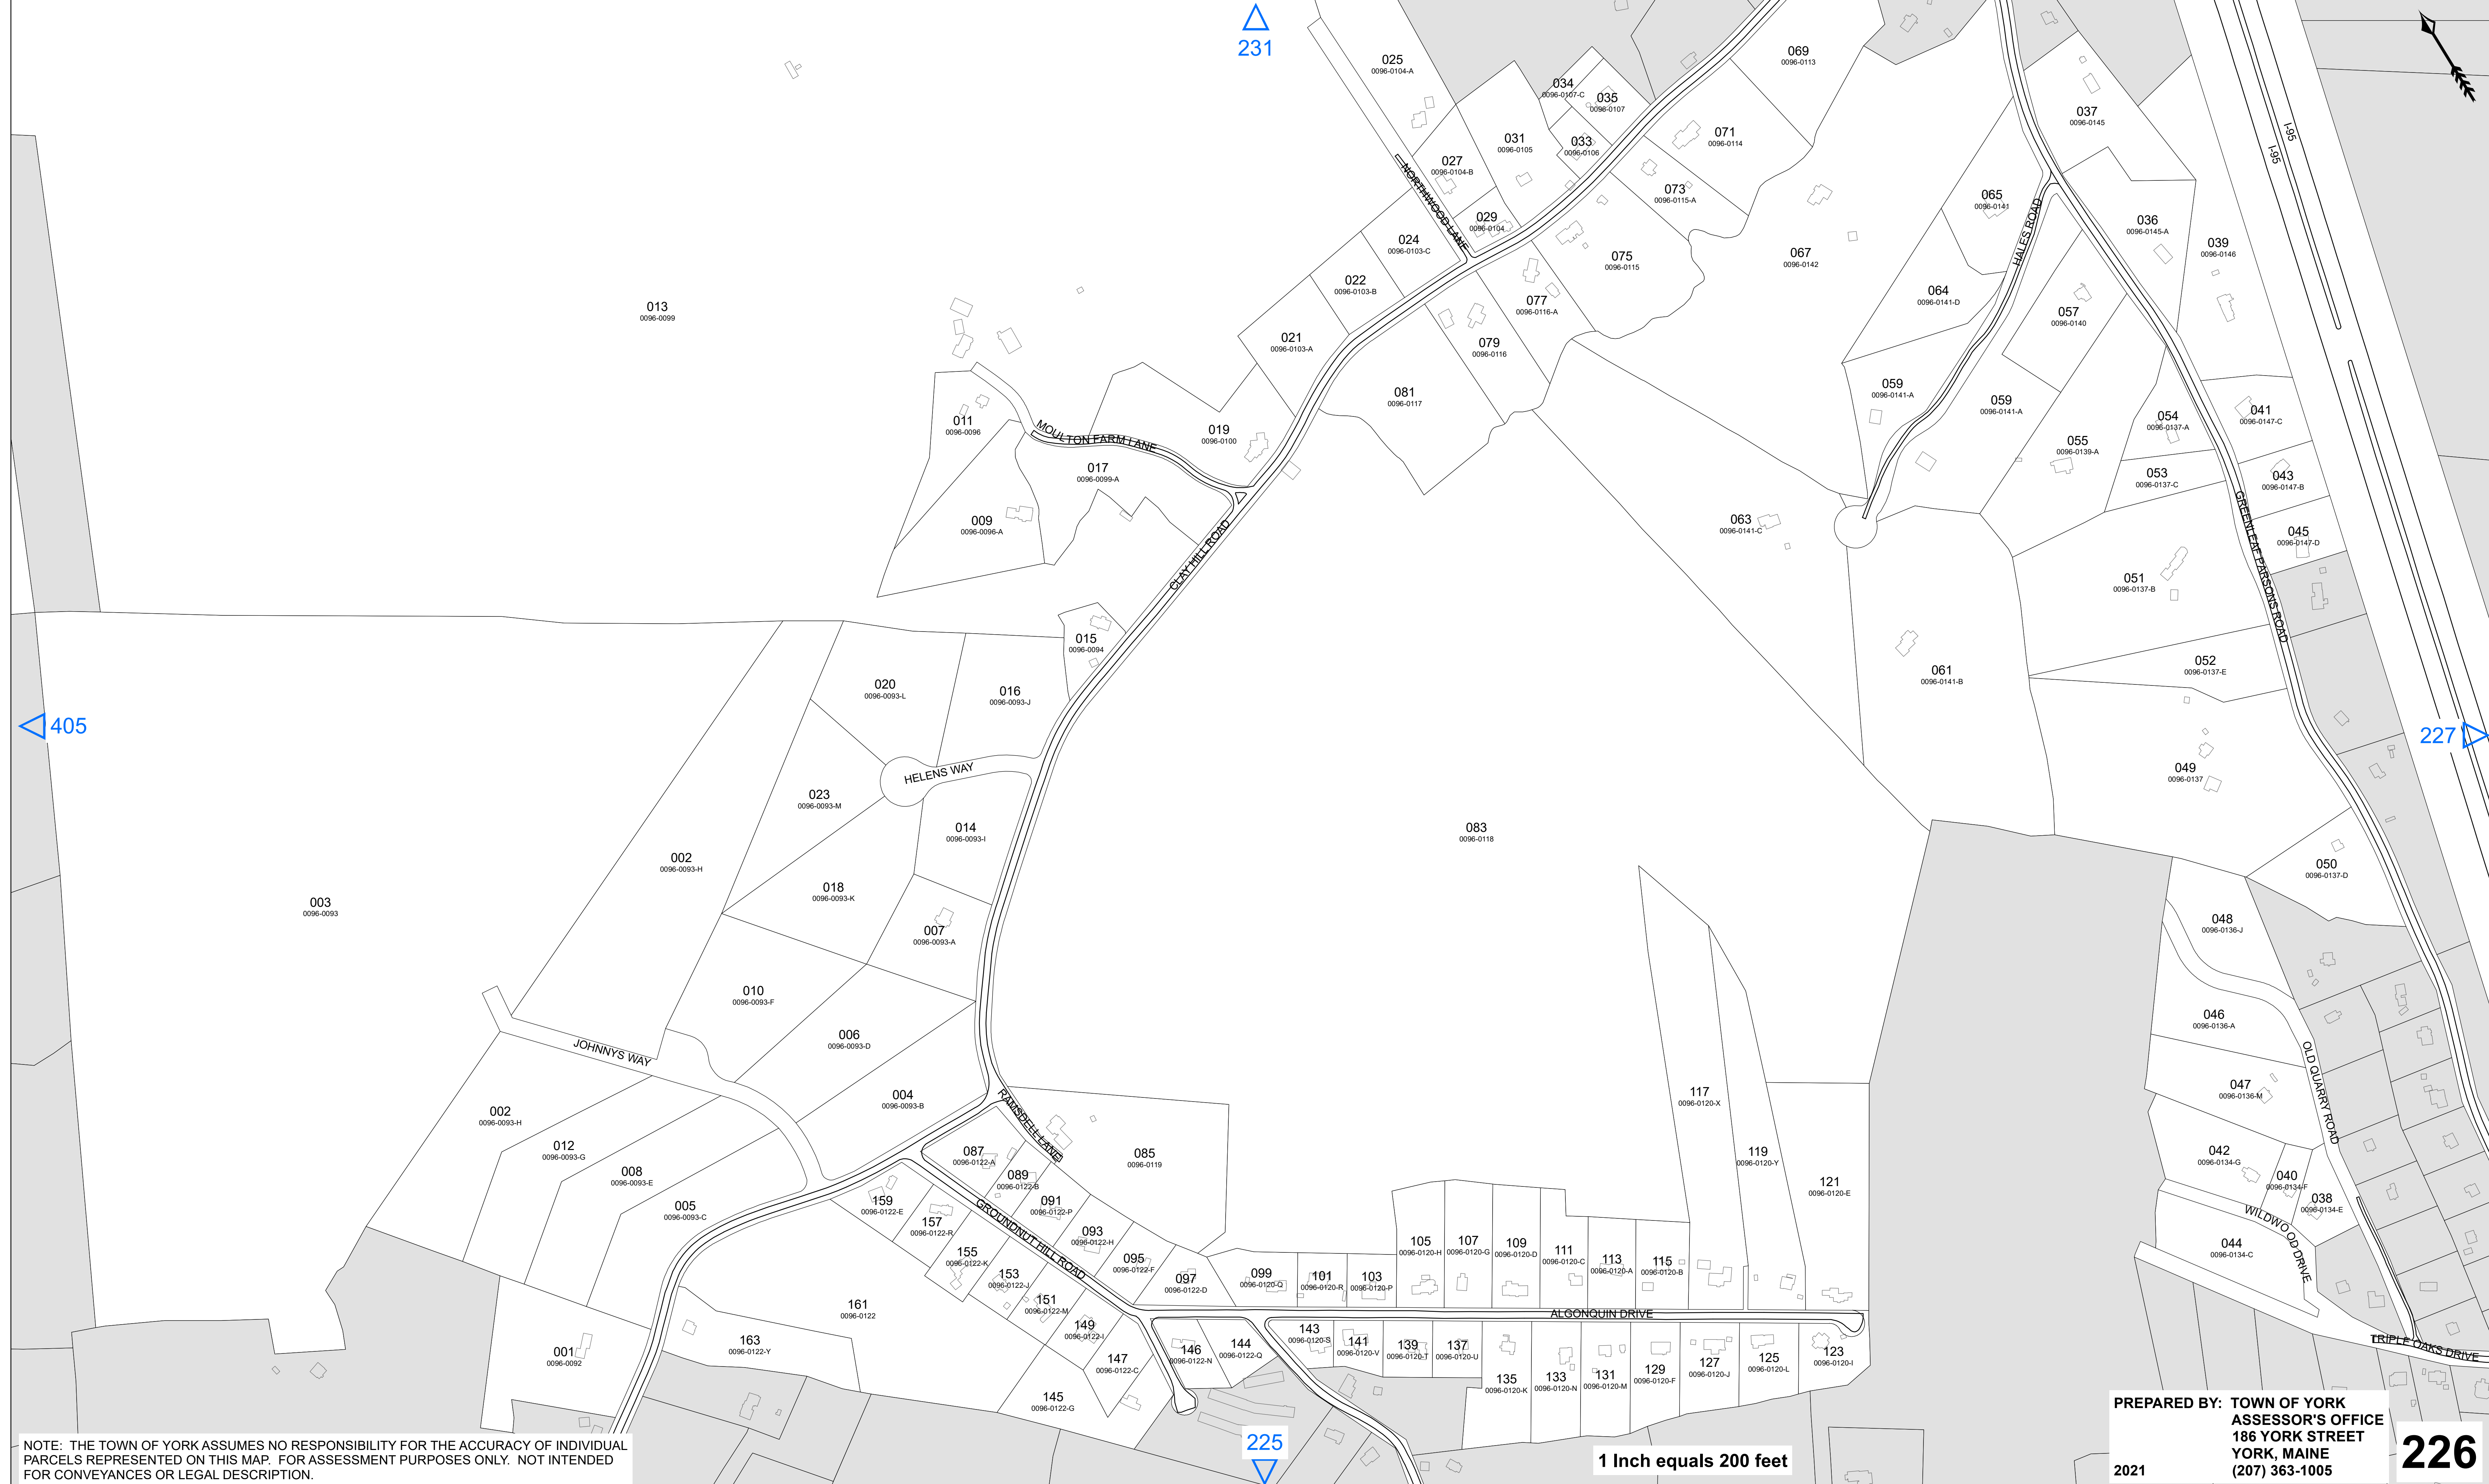 231
025
0096-0104-A
034
0096-0107-C
035
0096-0107
069
0096-0113
037
0096-0145
I-95
I-95
031
0096-0105
033
0096-0106
071
0096-0114
027
0096-0104-B
NORTHWOOD LANE
073
0096-0115-A
065
0096-0141
029
0096-0104
036
0096-0145-A
HALES ROAD
024
0096-0103-C
039
0096-0146
075
0096-0115
067
0096-0142
022
0096-0103-B
064
0096-0141-D
077
0096-0116-A
013
0096-0099
057
0096-0140
021
0096-0103-A
079
0096-0116
081
0096-0117
059
0096-0141-A
059
0096-0141-A
011
0096-0096
019
0096-0100
054
0096-0137-A
041
0096-0147-C
MOULTON FARM LANE
055
0096-0139-A
017
0096-0099-A
053
0096-0137-C
043
0096-0147-B
009
0096-0096-A
063
0096-0141-C
045
0096-0147-D
CLAY HILL ROAD
GREENLEAF PARSONS ROAD
051
0096-0137-B
015
0096-0094
052
0096-0137-E
061
0096-0141-B
020
0096-0093-L
016
0096-0093-J
405
227
HELENS WAY
049
0096-0137
023
0096-0093-M
014
0096-0093-I
083
0096-0118
002
0096-0093-H
050
0096-0137-D
018
0096-0093-K
003
0096-0093
007
0096-0093-A
048
0096-0136-J
010
0096-0093-F
046
0096-0136-A
006
0096-0093-D
JOHNNYS WAY
OLD QUARRY ROAD
004
0096-0093-B
RAMSDELL LANE
117
0096-0120-X
047
0096-0136-M
002
0096-0093-H
012
0096-0093-G
087
0096-0122-A
085
0096-0119
119
0096-0120-Y
042
0096-0134-G
008
0096-0093-E
089
0096-0122-B
121
0096-0120-E
040
0096-0134-F
038
0096-0134-E
005
0096-0093-C
159
0096-0122-E
091
0096-0122-P
WILDWOOD DRIVE
157
0096-0122-R
GROUNDNUT HILL ROAD
093
0096-0122-H
105
0096-0120-H
107
0096-0120-G
109
0096-0120-D
111
0096-0120-C
113
0096-0120-A
115
0096-0120-B
044
0096-0134-C
155
0096-0122-K
095
0096-0122-F
153
0096-0122-J
097
0096-0122-D
099
0096-0120-Q
101
0096-0120-R
103
0096-0120-P
151
0096-0122-M
161
0096-0122
ALGONQUIN DRIVE
149
0096-0122-I
163
0096-0122-Y
143
0096-0120-S
141
0096-0120-V
139
0096-0120-T
137
0096-0120-U
TRIPLE OAKS DRIVE
001
0096-0092
147
0096-0122-C
146
0096-0122-N
144
0096-0122-Q
135
0096-0120-K
133
0096-0120-N
131
0096-0120-M
129
0096-0120-F
127
0096-0120-J
125
0096-0120-L
123
0096-0120-I
145
0096-0122-G
225
1 Inch equals 200 feet
NOTE: THE TOWN OF YORK ASSUMES NO RESPONSIBILITY FOR THE ACCURACY OF INDIVIDUAL
PARCELS REPRESENTED ON THIS MAP. FOR ASSESSMENT PURPOSES ONLY. NOT INTENDED
FOR CONVEYANCES OR LEGAL DESCRIPTION.
PREPARED BY: TOWN OF YORK
ASSESSOR'S OFFICE
186 YORK STREET
YORK, MAINE
2021 (207) 363-1005
226